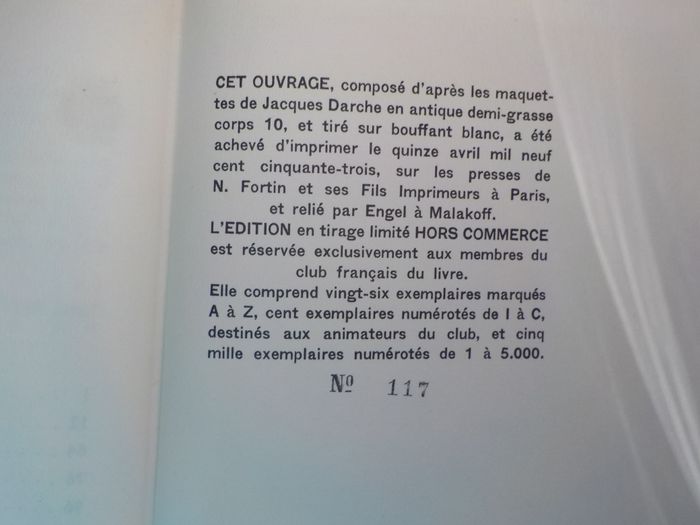 CET OUVRAGE, composé d'après les maquet-
tes de Jacques Darche en antique demi-grasse
corps 10, et tiré sur bouffant blanc, a été
achevé d'imprimer le quinze avril mil neuf
cent cinquante-trois, sur les presses de
N. Fortin et ses Fils Imprimeurs à Paris,
et relié par Engel à Malakoff.
L'EDITION en tirage limité HORS COMMERCE
est réservée exclusivement aux membres du
club français du livre.
Elle comprend vingt-six exemplaires marqués
A à Z, cent exemplaires numérotés de I à C,
destinés aux animateurs du club, et cinq
mille exemplaires numérotés de 1 à 5.000.
Nº 117